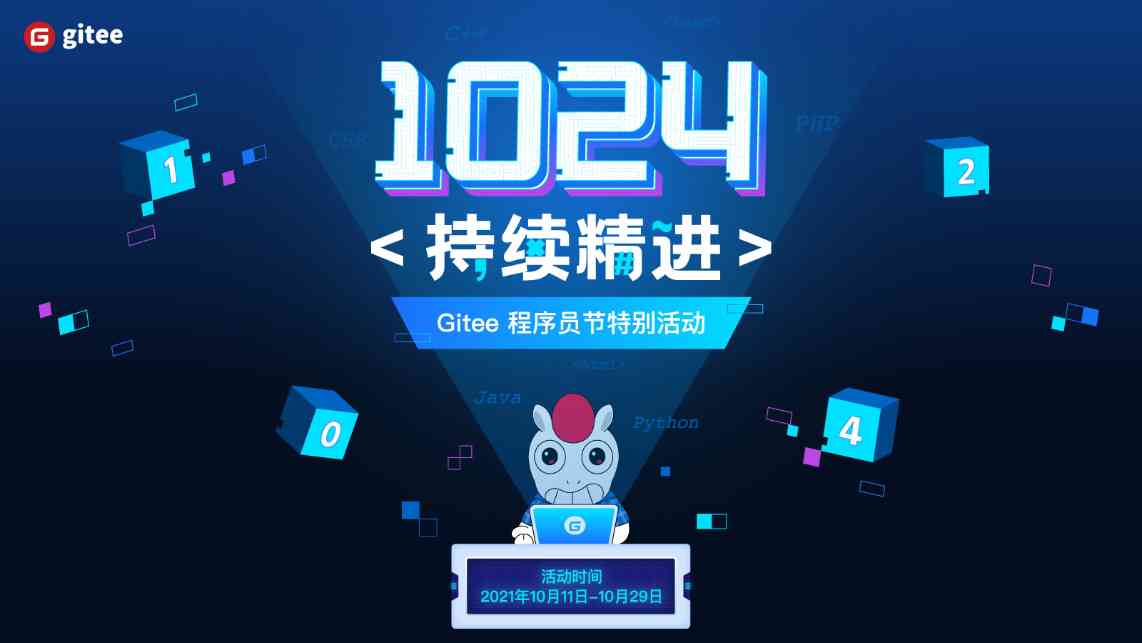 gitee
C++
CSS
PHP
1024
1
2
<持续精进>
Gitee 程序员节特别活动
<html>
Java
Python
0
4
G
活动时间
2021年10月11日-10月29日